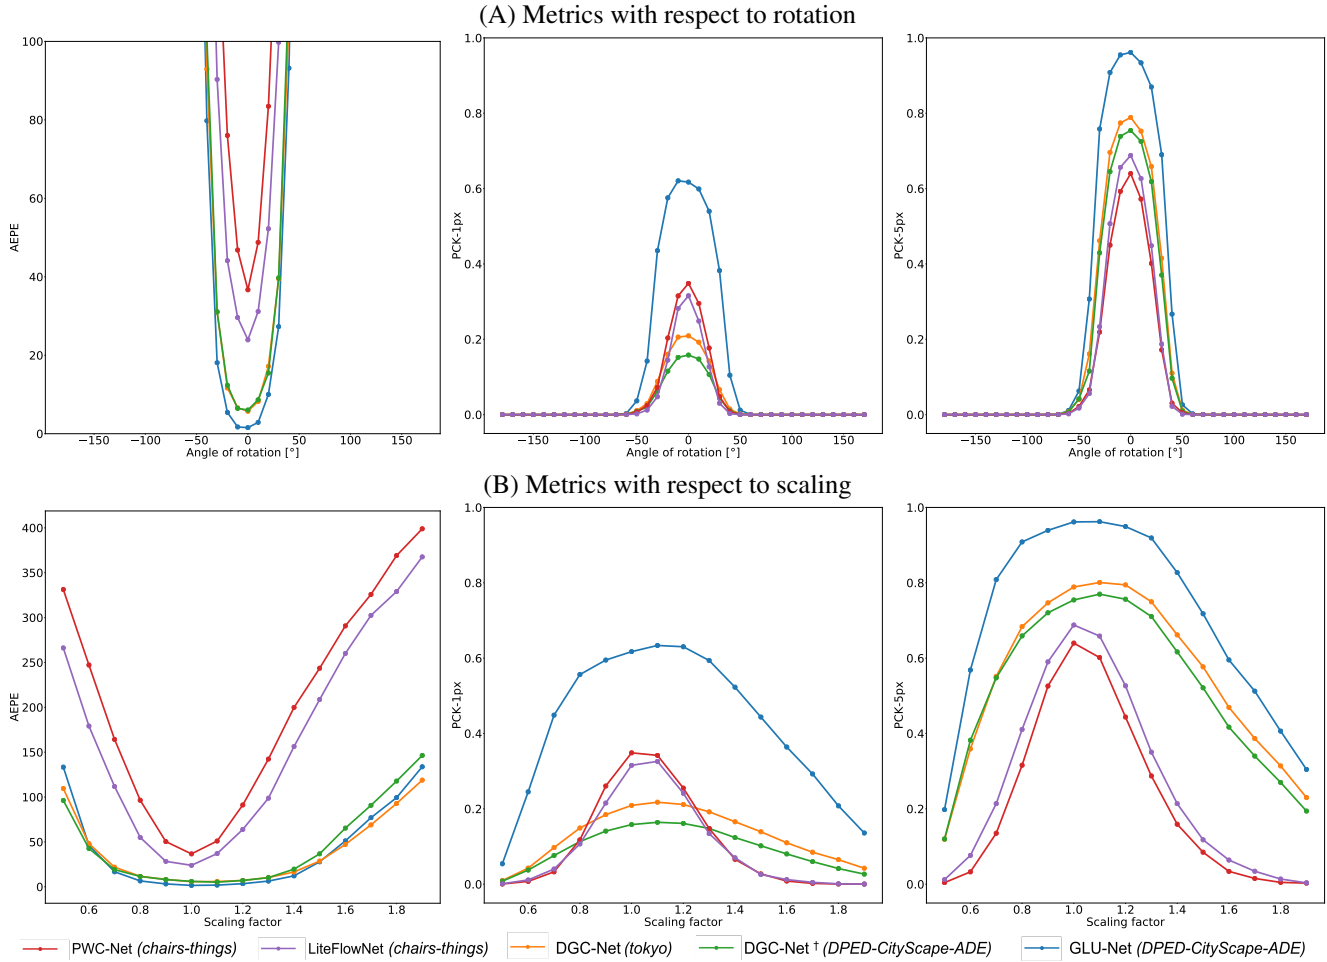 (A) Metrics with respect to rotation
100
80
60
40
20
0
AEPE
−150 −100 −50 0 50 100 150
Angle of rotation [°]
1.0
0.8
0.6
0.4
0.2
0.0
PCK-1px
−150 −100 −50 0 50 100 150
Angle of rotation [°]
1.0
0.8
0.6
0.4
0.2
0.0
PCK-5px
−150 −100 −50 0 50 100 150
Angle of rotation [°]
(B) Metrics with respect to scaling
400
350
300
250
200
150
100
50
0
AEPE
0.6 0.8 1.0 1.2 1.4 1.6 1.8
Scaling factor
1.0
0.8
0.6
0.4
0.2
0.0
PCK-1px
0.6 0.8 1.0 1.2 1.4 1.6 1.8
Scaling factor
1.0
0.8
0.6
0.4
0.2
0.0
PCK-5px
0.6 0.8 1.0 1.2 1.4 1.6 1.8
Scaling factor
PWC-Net (chairs-things) LiteFlowNet (chairs-things) DGC-Net (tokyo) DGC-Net † (DPED-CityScape-ADE) GLU-Net (DPED-CityScape-ADE)